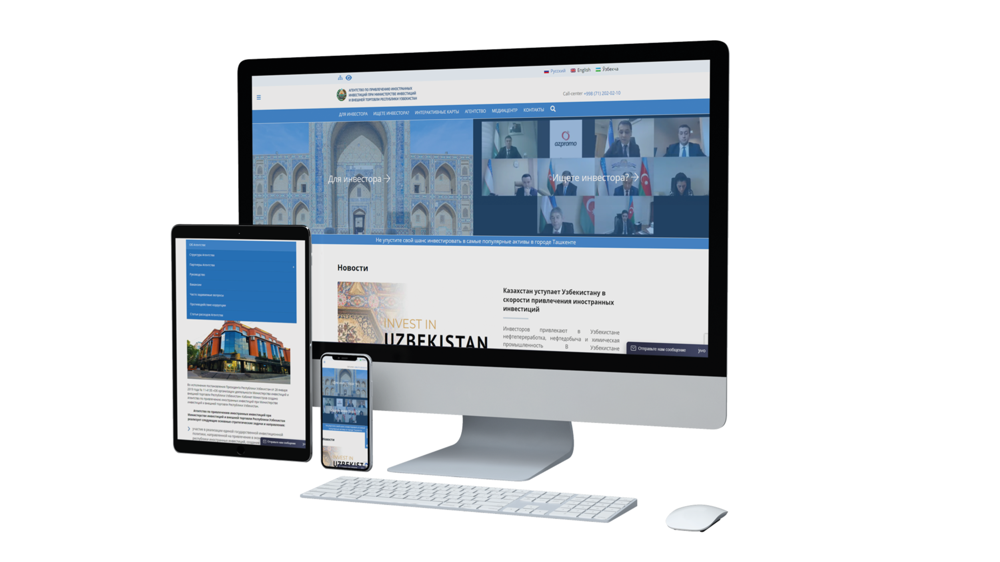 Русский English Ўзбекча
АГЕНТСТВО ПО ПРИВЛЕЧЕНИЮ ИНОСТРАННЫХ
ИНВЕСТИЦИЙ ПРИ МИНИСТЕРСТВЕ ИНВЕСТИЦИЙ
И ВНЕШНЕЙ ТОРГОВЛИ РЕСПУБЛИКИ УЗБЕКИСТАН
Call-center +998 (71) 202-02-10
ДЛЯ ИНВЕСТОРА ИЩЕТЕ ИНВЕСТОРА? ИНТЕРАКТИВНЫЕ КАРТЫ АГЕНТСТВО МЕДИАЦЕНТР КОНТАКТЫ
azpromo
Для инвестора
Ищете инвестора?
Не упустите свой шанс инвестировать в самые популярные активы в городе Ташкенте
Новости
INVEST IN
UZBEKISTAN
Казахстан уступает Узбекистану в
скорости привлечения иностранных
инвестиций
Инвесторов привлекают в Узбекистане
нефтепереработка, нефтедобыча и химическая
промышленность В Узбекистане
Отправьте нам сообщение jivo
Об Агентстве
Структура Агентства
Партнеры Агентства
Руководство
Вакансии
Часто задаваемые вопросы
Противодействие коррупции
Статьи расходов Агентства
Во исполнение постановления Президента Республики Узбекистан от 28 января
2019 года № 11-4135 «Об организации деятельности Министерства инвестиций и
внешней торговли Республики Узбекистан» Кабинет Министров создано
Агентство по привлечению иностранных инвестиций при Министерстве
инвестиций и внешней торговли Республики Узбекистан.
Агентство по привлечению иностранных инвестиций при
Министерстве инвестиций и внешней торговли Республики Узбекистан
реализует следующие основные стратегические задачи и направления:
участие в реализации единой государственной инвестиционной
политики, направленной на привлечение в экон
республики иностранных инвестиций, создание
Отправьте нам сообщение
Для инвестора
Ищете инвестора?
Не упустите свой шанс инвестировать в самые
популярные активы в городе Ташкенте
Новости
INVEST IN
UZBEKIST